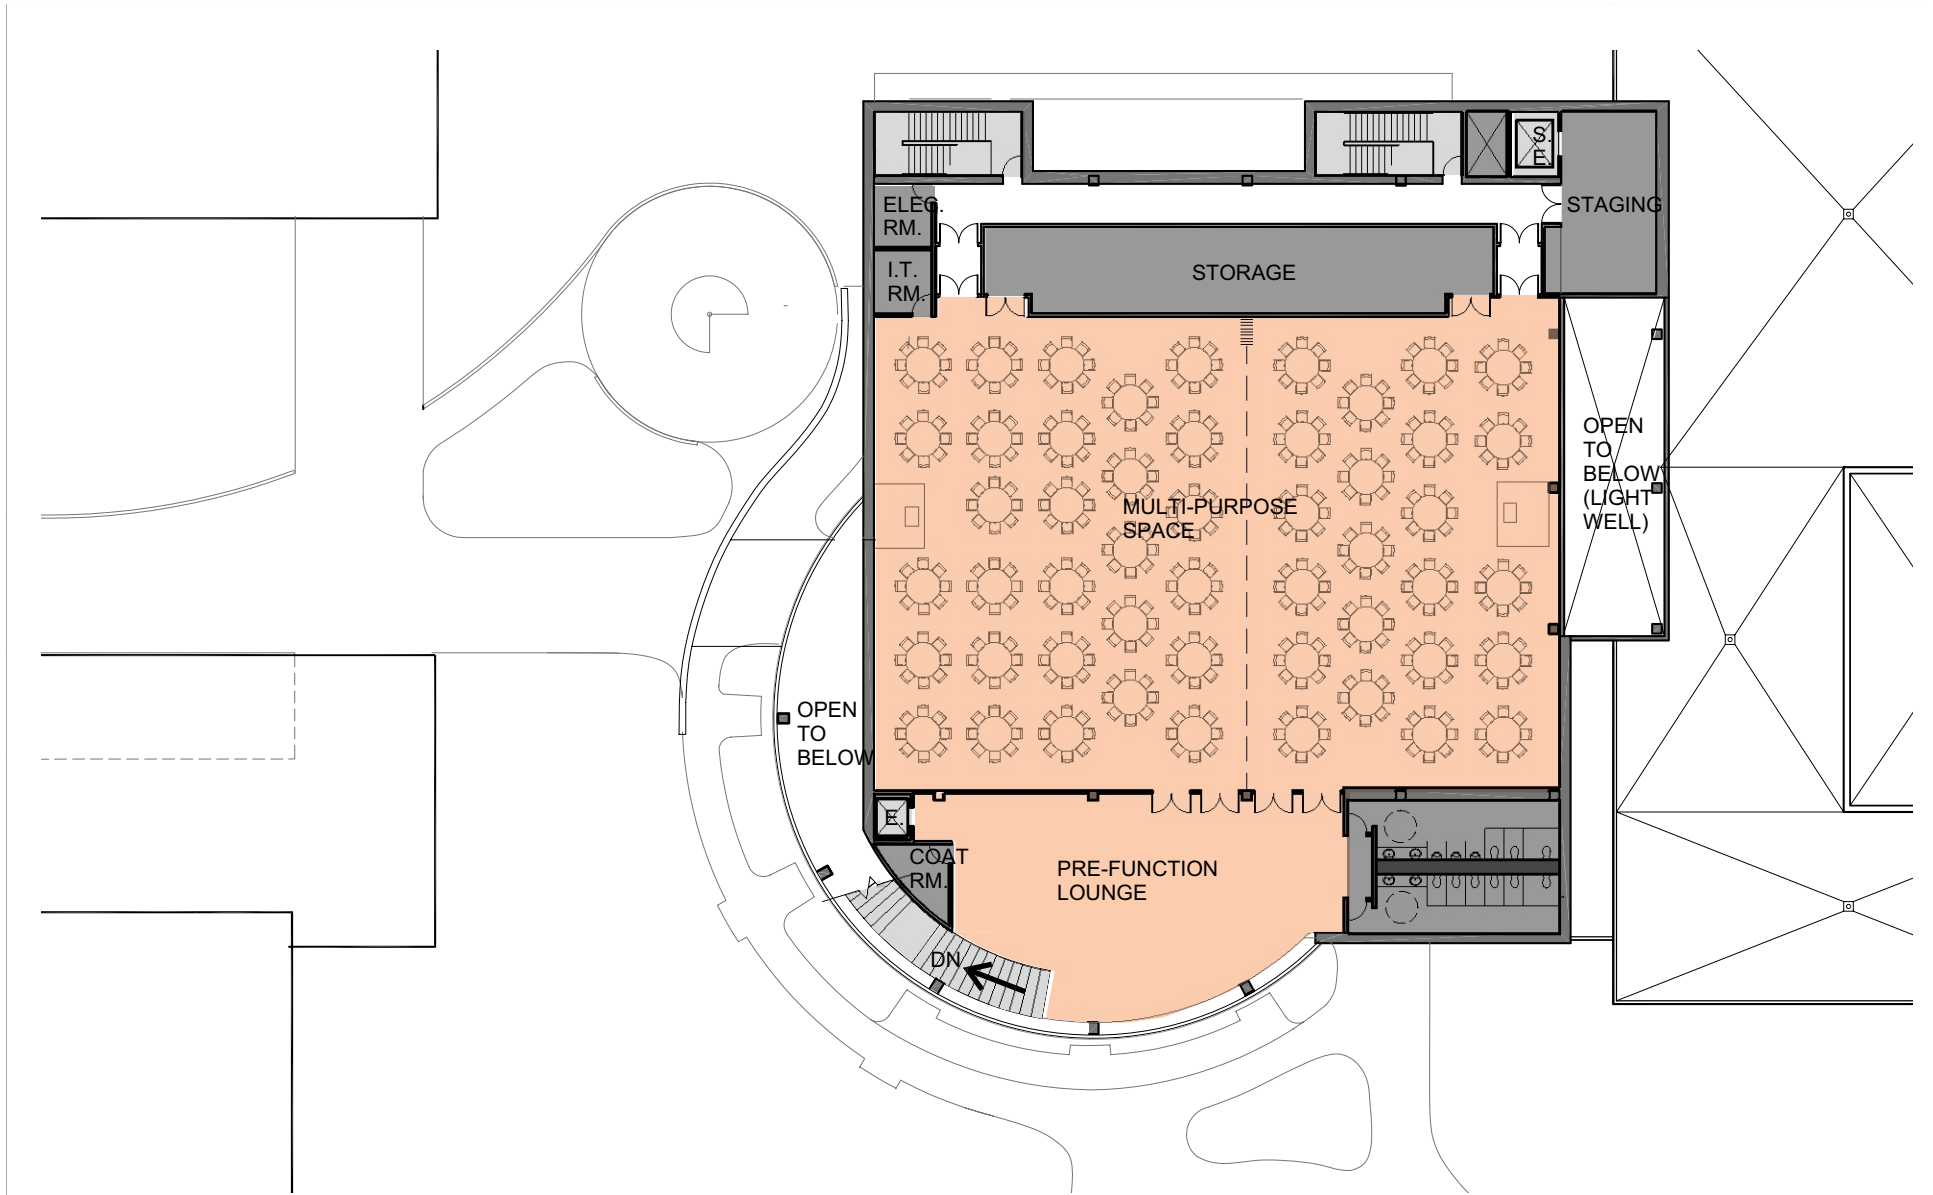 S.
E.
ELEC.
RM.
STAGING
I.T.
RM.
STORAGE
OPEN
TO
BELOW
(LIGHT
WELL)
MULTI-PURPOSE
SPACE
OPEN
TO
BELOW
E.
COAT
RM.
PRE-FUNCTION
LOUNGE
DN